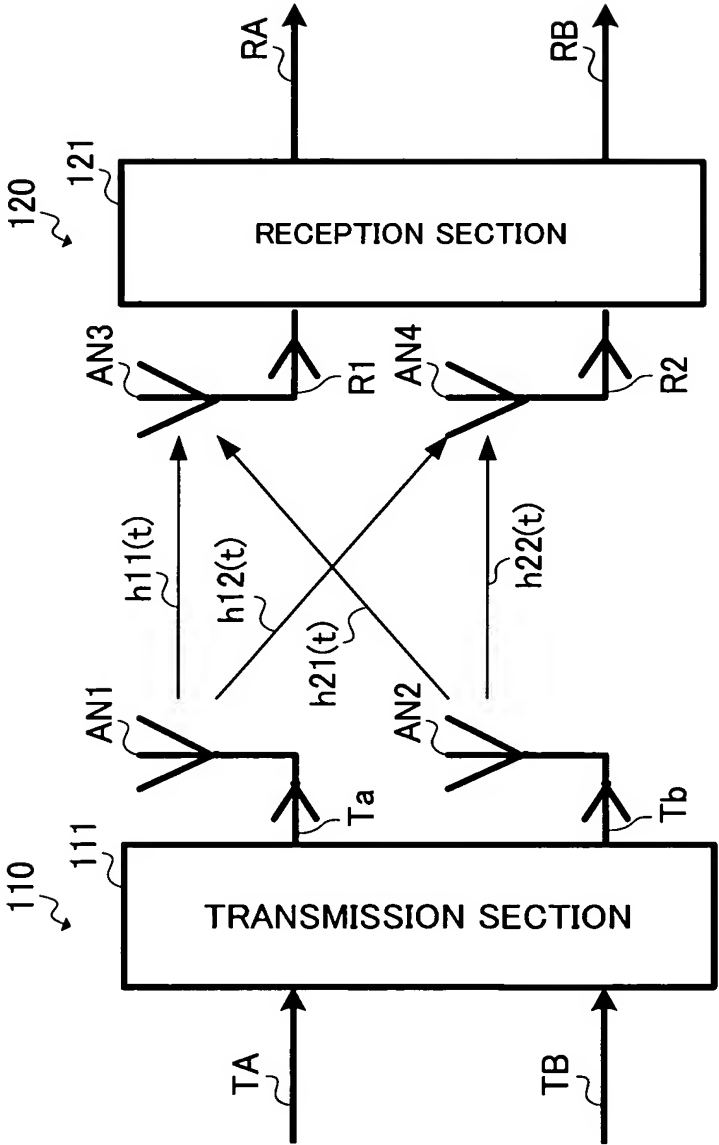 110
111
TA
TB
TRANSMISSION SECTION
Ta
Tb
AN1
AN2
h11(t)
h12(t)
h21(t)
h22(t)
AN3
AN4
R1
R2
120
121
RECEPTION SECTION
RA
RB